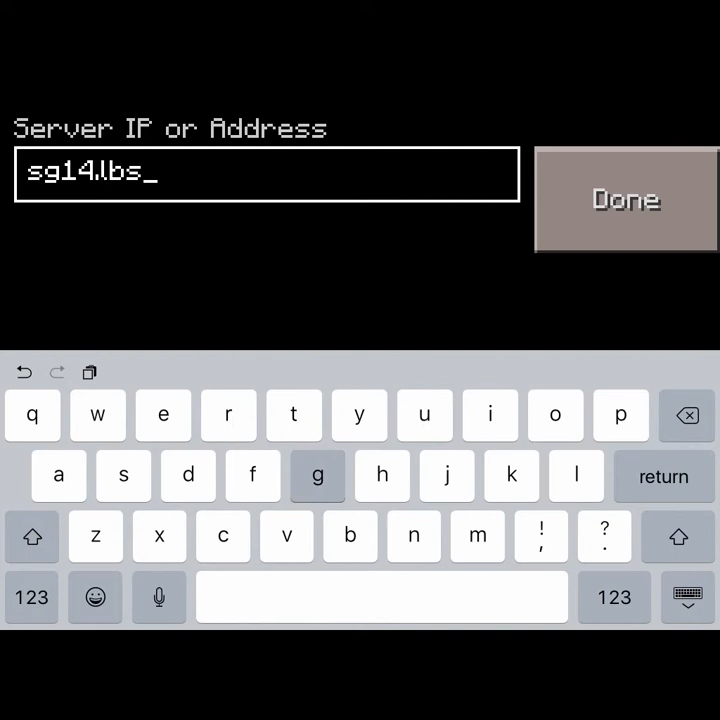 Server IP or Address
sg14.lbs_
Done
q w e r t y u i o p
a s d f g h j k l return
z x c v b n m ! , ? .
123 123